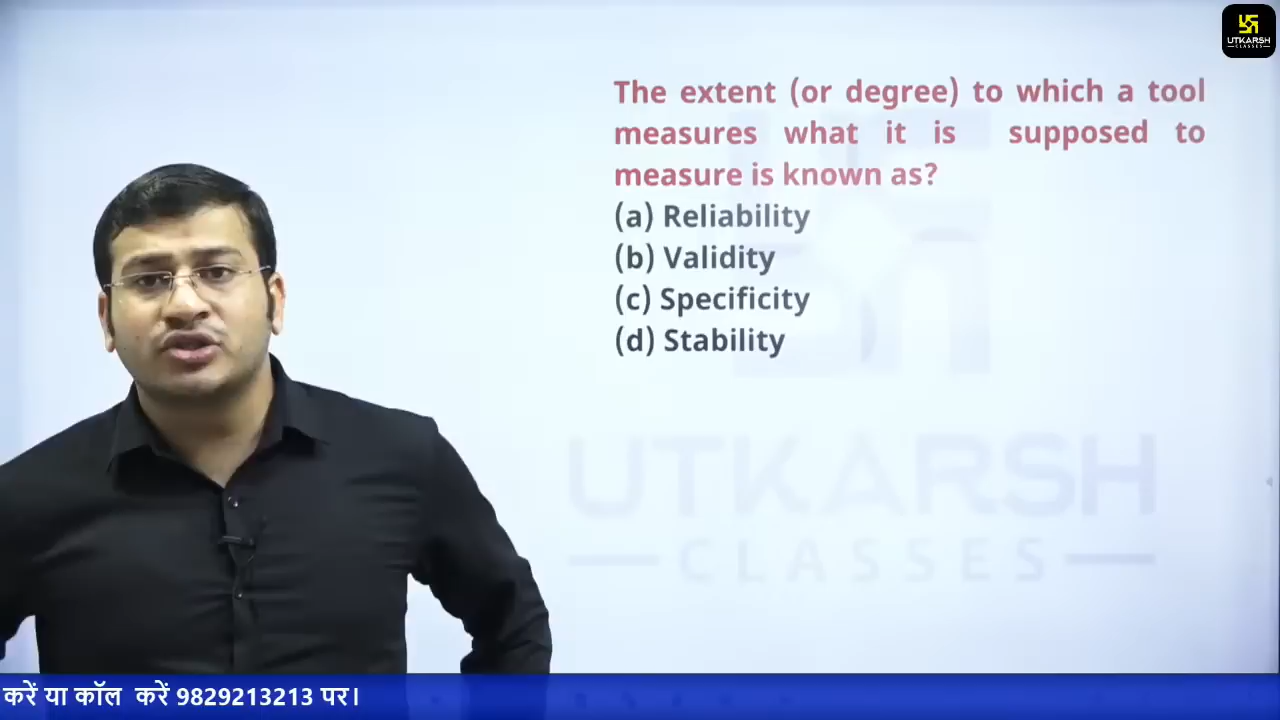 UTKARSH
CLASSES
The extent (or degree) to which a tool
measures what it is supposed to
measure is known as?
(a) Reliability
(b) Validity
(c) Specificity
(d) Stability
UTKARSH
CLASSES
करें या कॉल करें 9829213213 पर।